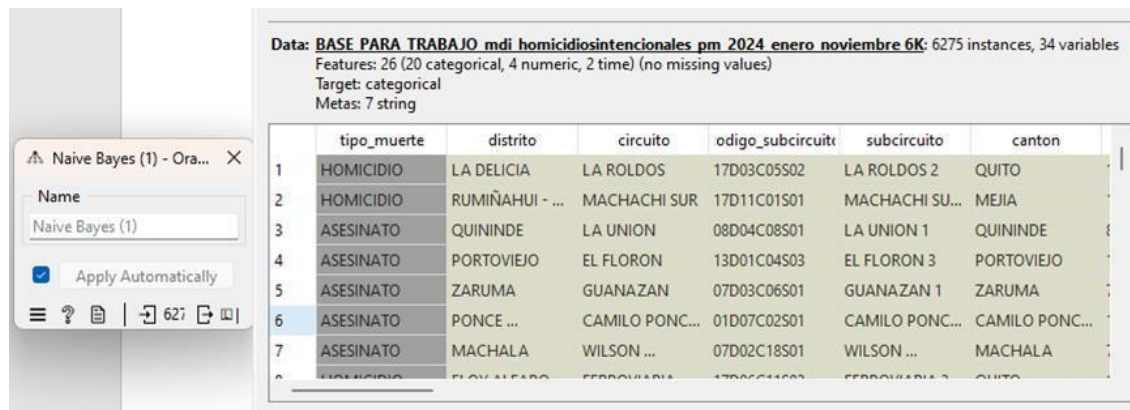 Data: BASE PARA TRABAJO mdi homicidiosintencionales pm 2024 enero noviembre 6K: 6275 instances, 34 variables
Features: 26 (20 categorical, 4 numeric, 2 time) (no missing values)
Target: categorical
Metas: 7 string
Naive Bayes (1) - Ora...
Name
Naive Bayes (1)
Apply Automatically
627
tipo_muerte distrito circuito odigo_subcircuito subcircuito canton
1 HOMICIDIO LA DELICIA LA ROLDOS 17D03C05S02 LA ROLDOS 2 QUITO
2 HOMICIDIO RUMIÑAHUI - ... MACHACHI SUR 17D11C01S01 MACHACHI SU... MEJIA
3 ASESINATO QUININDE LA UNION 08D04C08S01 LA UNION 1 QUININDE
4 ASESINATO PORTOVIEJO EL FLORON 13D01C04S03 EL FLORON 3 PORTOVIEJO
5 ASESINATO ZARUMA GUANAZAN 07D03C06S01 GUANAZAN 1 ZARUMA
6 ASESINATO PONCE ... CAMILO PONC... 01D07C02S01 CAMILO PONC... CAMILO PONC...
7 ASESINATO MACHALA WILSON ... 07D02C18S01 WILSON ... MACHALA